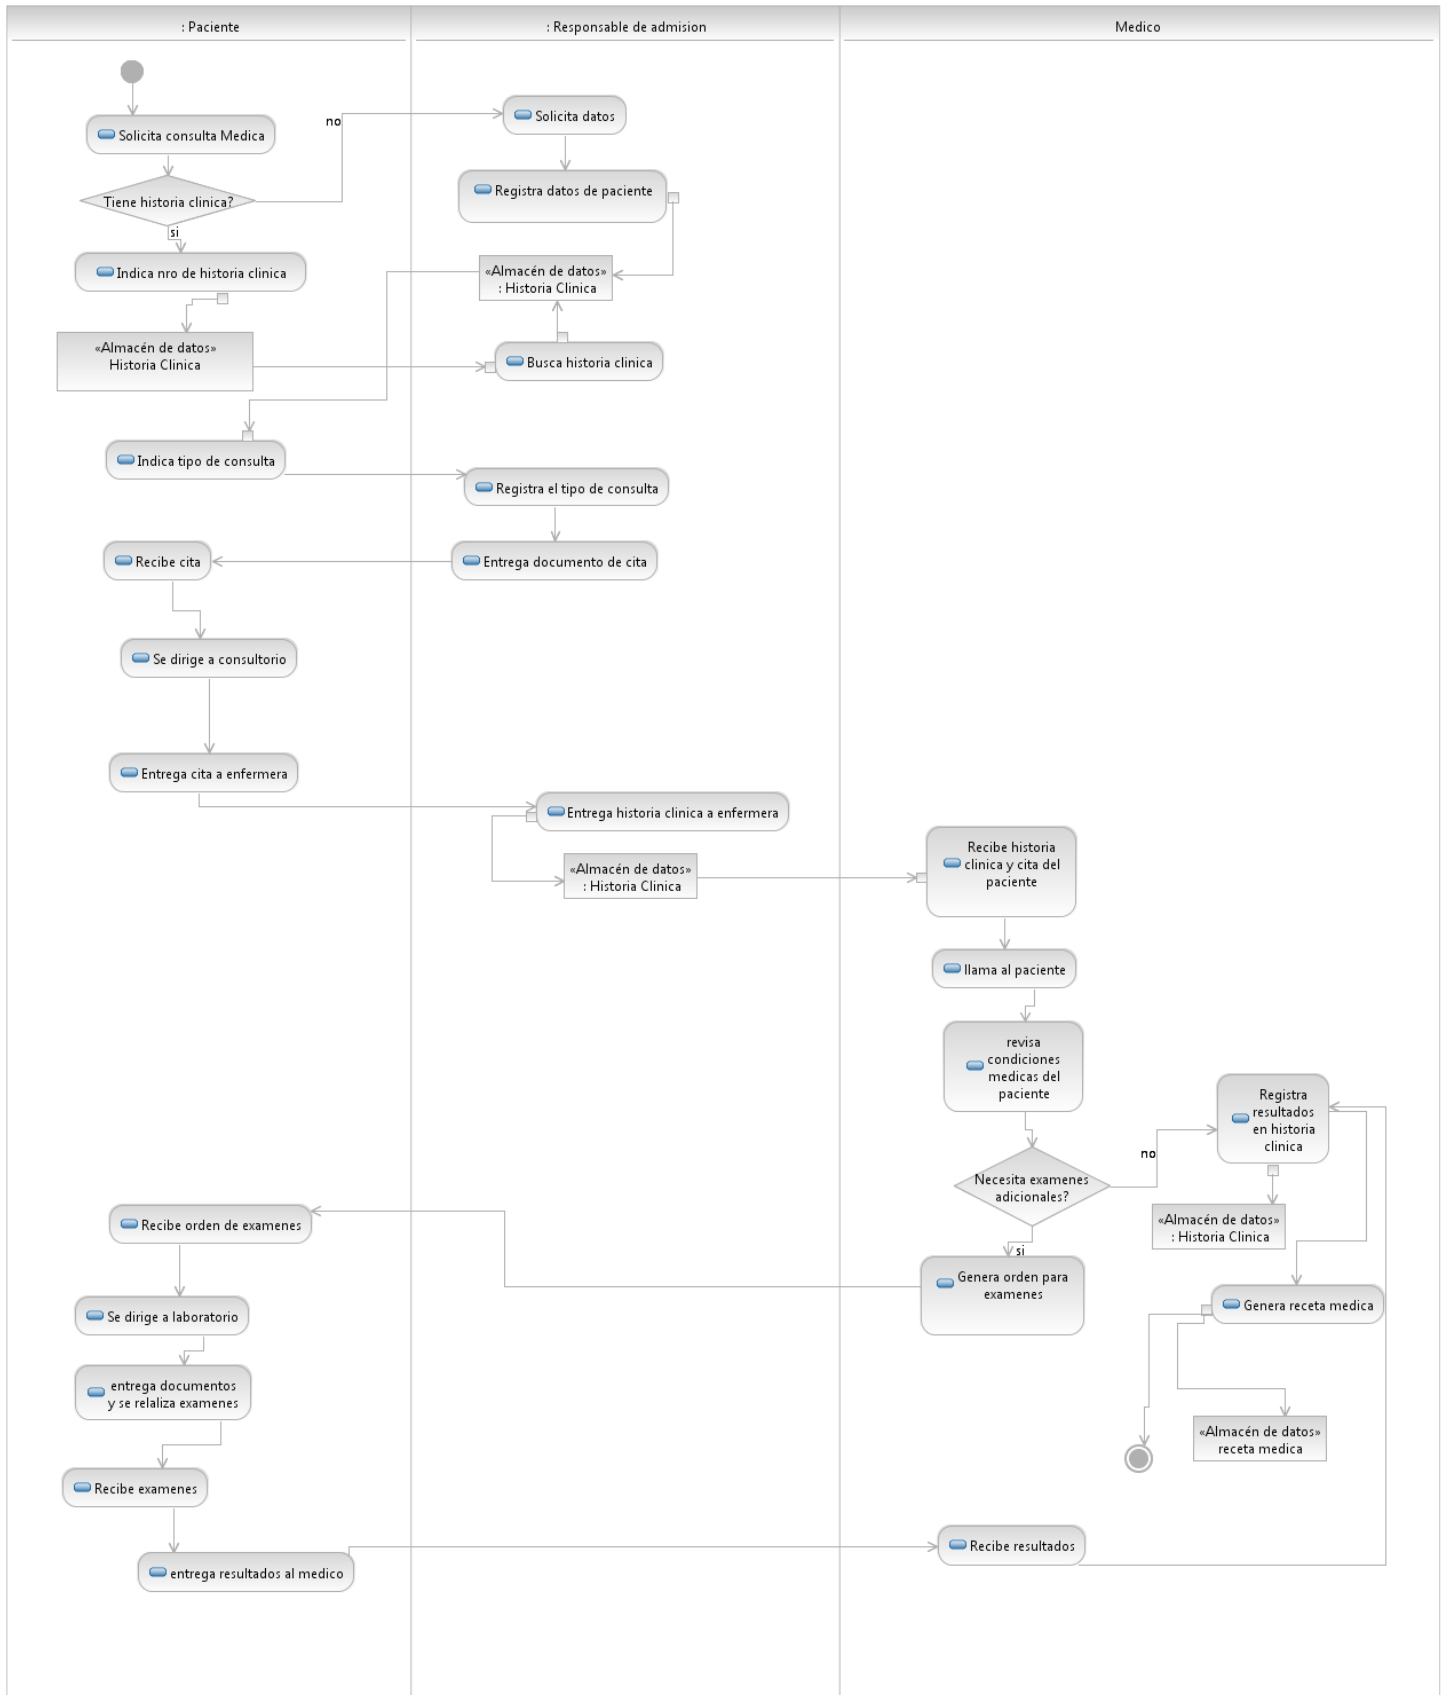 : Paciente
: Responsable de admision
Medico
Solicita consulta Medica
no
Solicita datos
Tiene historia clinica?
si
Registra datos de paciente
Indica nro de historia clinica
«Almacén de datos»
: Historia Clinica
«Almacén de datos»
Historia Clinica
Busca historia clinica
Indica tipo de consulta
Registra el tipo de consulta
Recibe cita
Entrega documento de cita
Se dirige a consultorio
Entrega cita a enfermera
Entrega historia clinica a enfermera
«Almacén de datos»
: Historia Clinica
Recibe historia
clinica y cita del
paciente
llama al paciente
revisa
condiciones
medicas del
paciente
Registra
resultados
en historia
clinica
no
Necesita examenes
adicionales?
si
«Almacén de datos»
: Historia Clinica
Recibe orden de examenes
Genera orden para
examenes
Genera receta medica
Se dirige a laboratorio
entrega documentos
y se relaliza examenes
«Almacén de datos»
receta medica
Recibe examenes
Recibe resultados
entrega resultados al medico